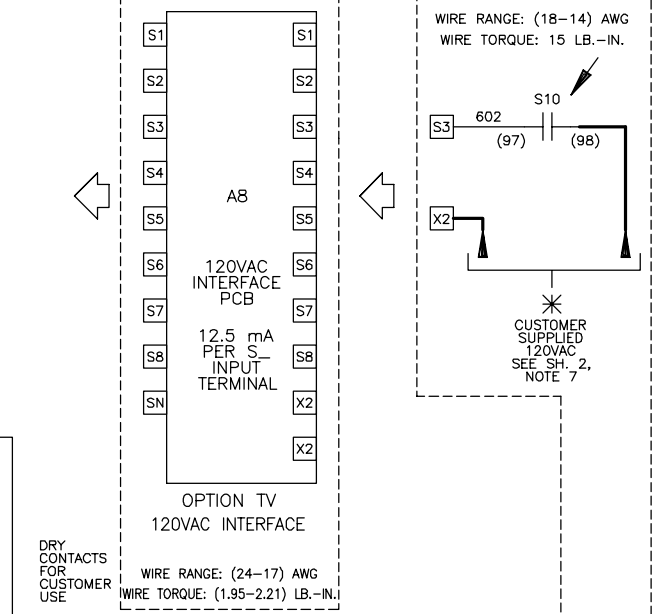 WIRE RANGE: (18-14) AWG
WIRE TORQUE: 15 LB.-IN.
S1
S1
S2
S2
S3
S3
S4
S4
S5
S5
S6
S6
S7
S7
S8
S8
SN
X2
X2
A8
120VAC
INTERFACE
PCB
12.5 mA
PER S_
INPUT
TERMINAL
OPTION TV
120VAC INTERFACE
WIRE RANGE: (24-17) AWG
WIRE TORQUE: (1.95-2.21) LB.-IN.
S10
S3
602
(97)
(98)
X2
CUSTOMER
SUPPLIED
120VAC
SEE SH. 2,
NOTE 7
DRY
CONTACTS
FOR
CUSTOMER
USE